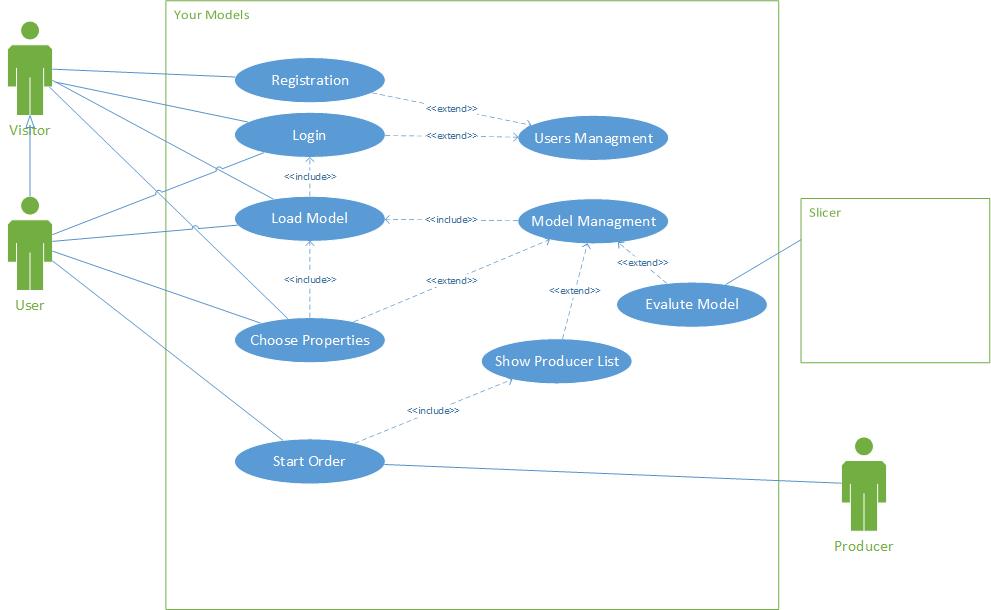 Your Models
Visitor
User
Registration
<<extend>>
Login
<<extend>>
Users Managment
<<include>>
Load Model
<<include>>
Model Managment
Slicer
<<include>>
<<extend>>
<<extend>>
<<extend>>
Evalute Model
Choose Properties
Show Producer List
<<include>>
Start Order
Producer